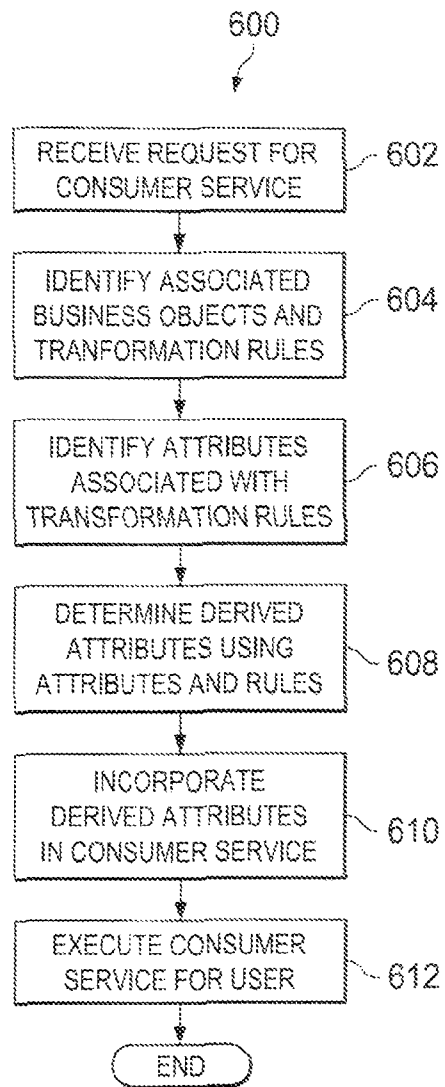 600
RECEIVE REQUEST FOR
CONSUMER SERVICE
602
IDENTIFY ASSOCIATED
BUSINESS OBJECTS AND
TRANFORMATION RULES
604
IDENTIFY ATTRIBUTES
ASSOCIATED WITH
TRANSFORMATION RULES
606
DETERMINE DERIVED
ATTRIBUTES USING
ATTRIBUTES AND RULES
608
INCORPORATE
DERIVED ATTRIBUTES
IN CONSUMER SERVICE
610
EXECUTE CONSUMER
SERVICE FOR USER
612
END